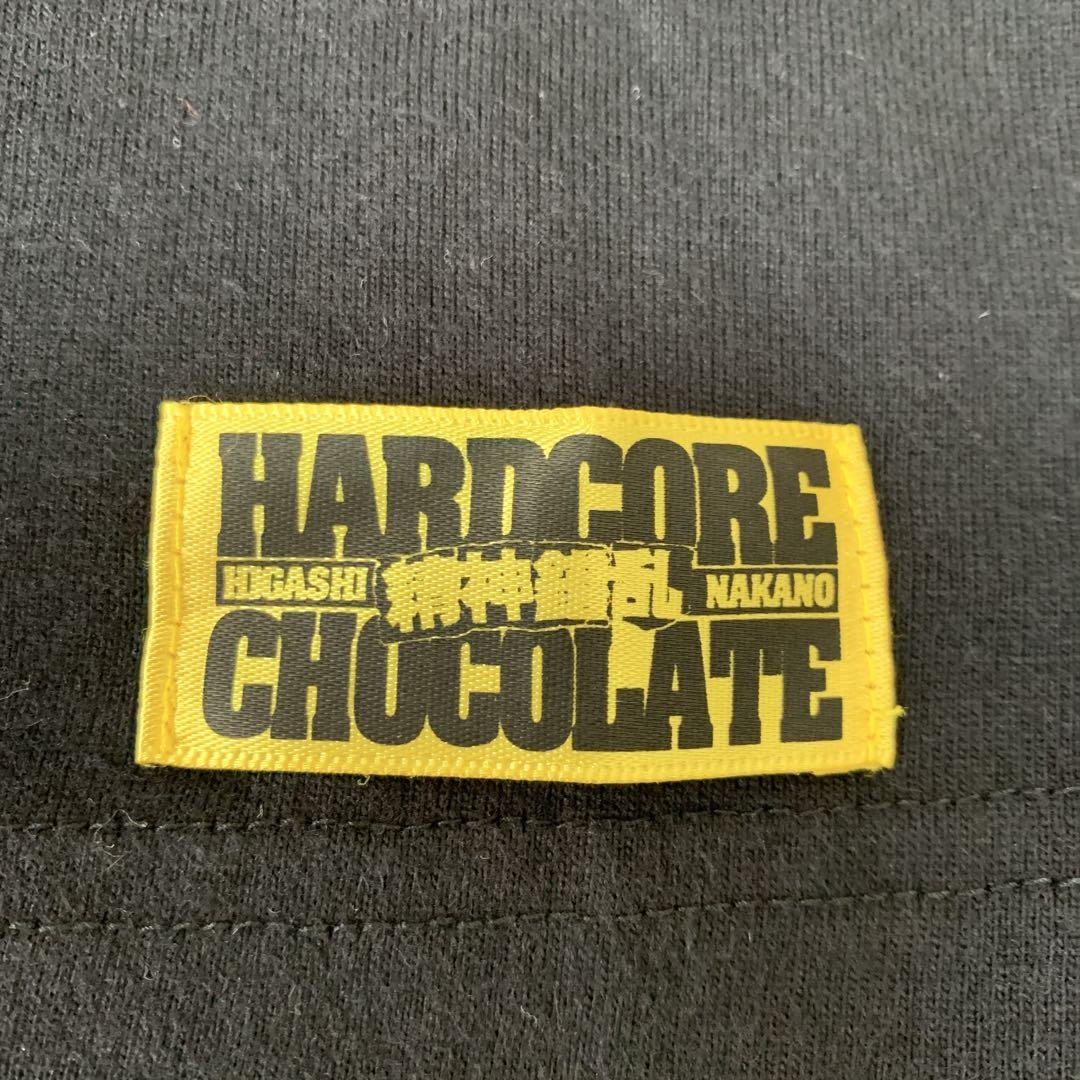 HARDCORE
HIGASHI 精神錯乱 NAKANO
CHOCOLATE